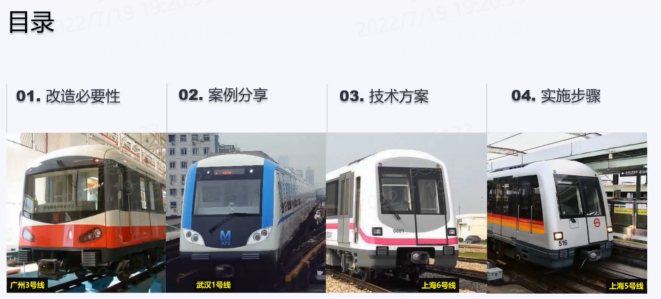 目录
01. 改造必要性
02. 案例分享
03. 技术方案
04. 实施步骤
广州3号线
武汉1号线
上海6号线
上海5号线
M
516